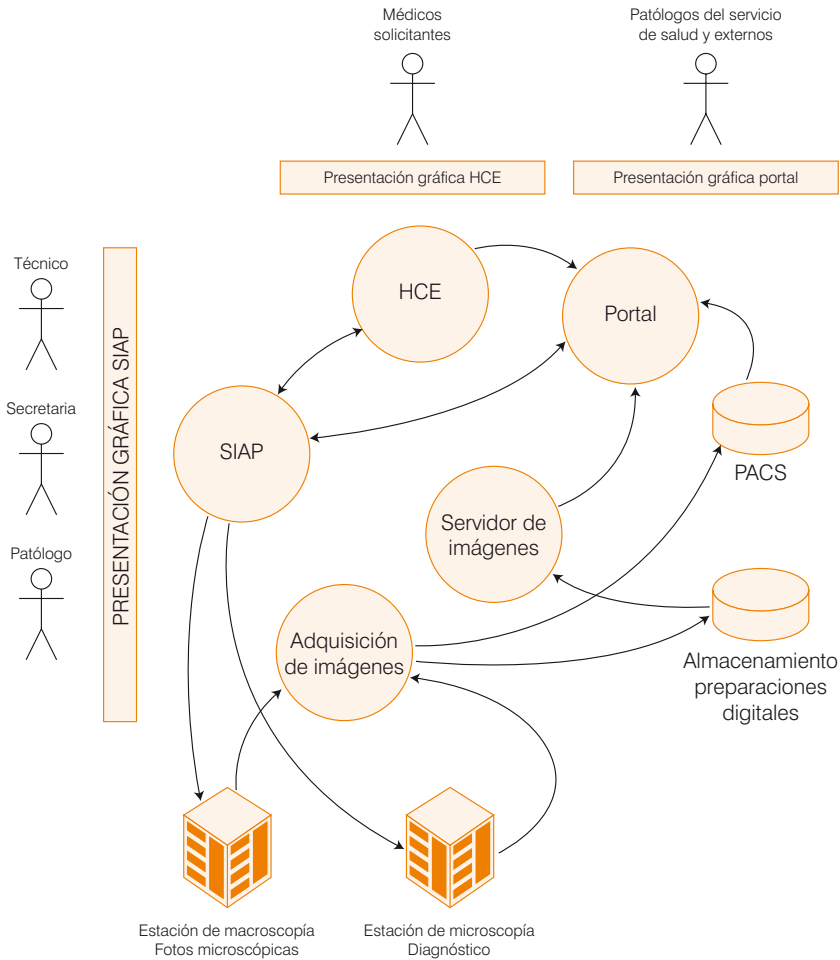 Médicos
solicitantes
Patólogos del servicio
de salud y externos
Presentación gráfica HCE
Presentación gráfica portal
Técnico
Secretaria
Patólogo
PRESENTACIÓN GRÁFICA SIAP
HCE
Portal
SIAP
PACS
Servidor de
imágenes
Adquisición
de imágenes
Almacenamiento
preparaciones
digitales
Estación de macroscopía
Fotos microscópicas
Estación de microscopía
Diagnóstico